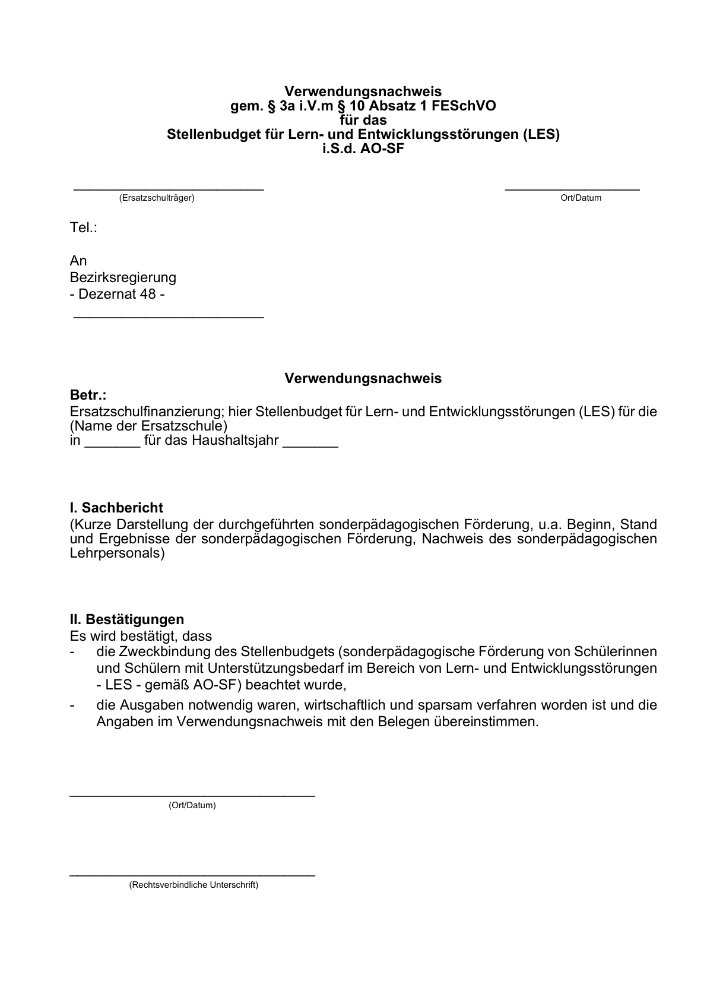 Verwendungsnachweis
gem. § 3a i.V.m § 10 Absatz 1 FESchVO
für das
Stellenbudget für Lern- und Entwicklungsstörungen (LES)
i.S.d. AO-SF
________________________ _________________
(Ersatzschulträger) Ort/Datum
Tel.:
An
Bezirksregierung
- Dezernat 48 -
________________________
Verwendungsnachweis
Betr.:
Ersatzschulfinanzierung; hier Stellenbudget für Lern- und Entwicklungsstörungen (LES) für die
(Name der Ersatzschule)
in _______ für das Haushaltsjahr _______
I. Sachbericht
(Kurze Darstellung der durchgeführten sonderpädagogischen Förderung, u.a. Beginn, Stand
und Ergebnisse der sonderpädagogischen Förderung, Nachweis des sonderpädagogischen
Lehrpersonals)
II. Bestätigungen
Es wird bestätigt, dass
- die Zweckbindung des Stellenbudgets (sonderpädagogische Förderung von Schülerinnen
und Schülern mit Unterstützungsbedarf im Bereich von Lern- und Entwicklungsstörungen
- LES - gemäß AO-SF) beachtet wurde,
- die Ausgaben notwendig waren, wirtschaftlich und sparsam verfahren worden ist und die
Angaben im Verwendungsnachweis mit den Belegen übereinstimmen.
_______________________________
(Ort/Datum)
_______________________________
(Rechtsverbindliche Unterschrift)